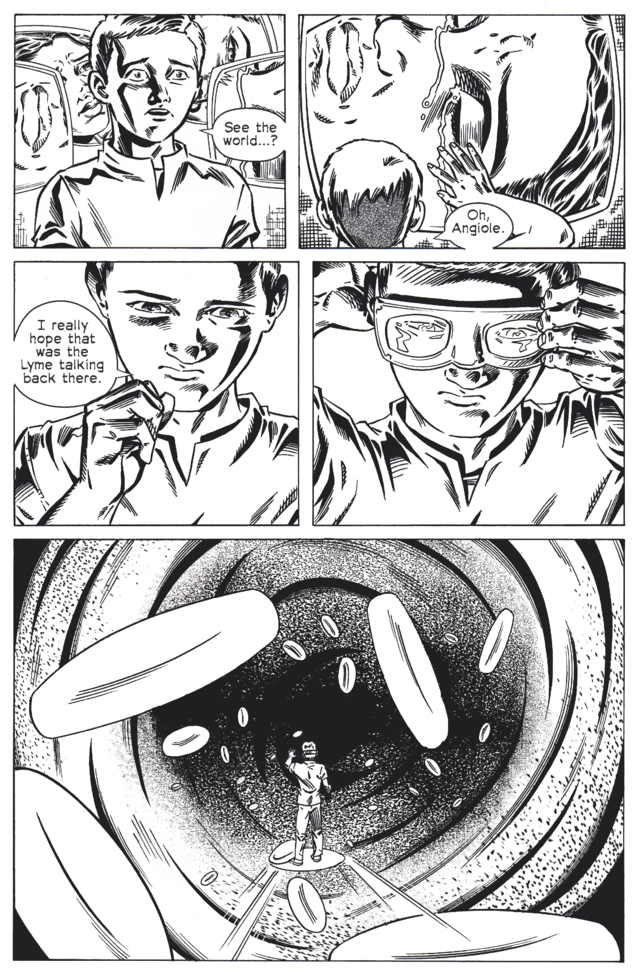 See the
world...?
Oh,
Angiole.
I really
hope that
was the
Lyme talking
back there.